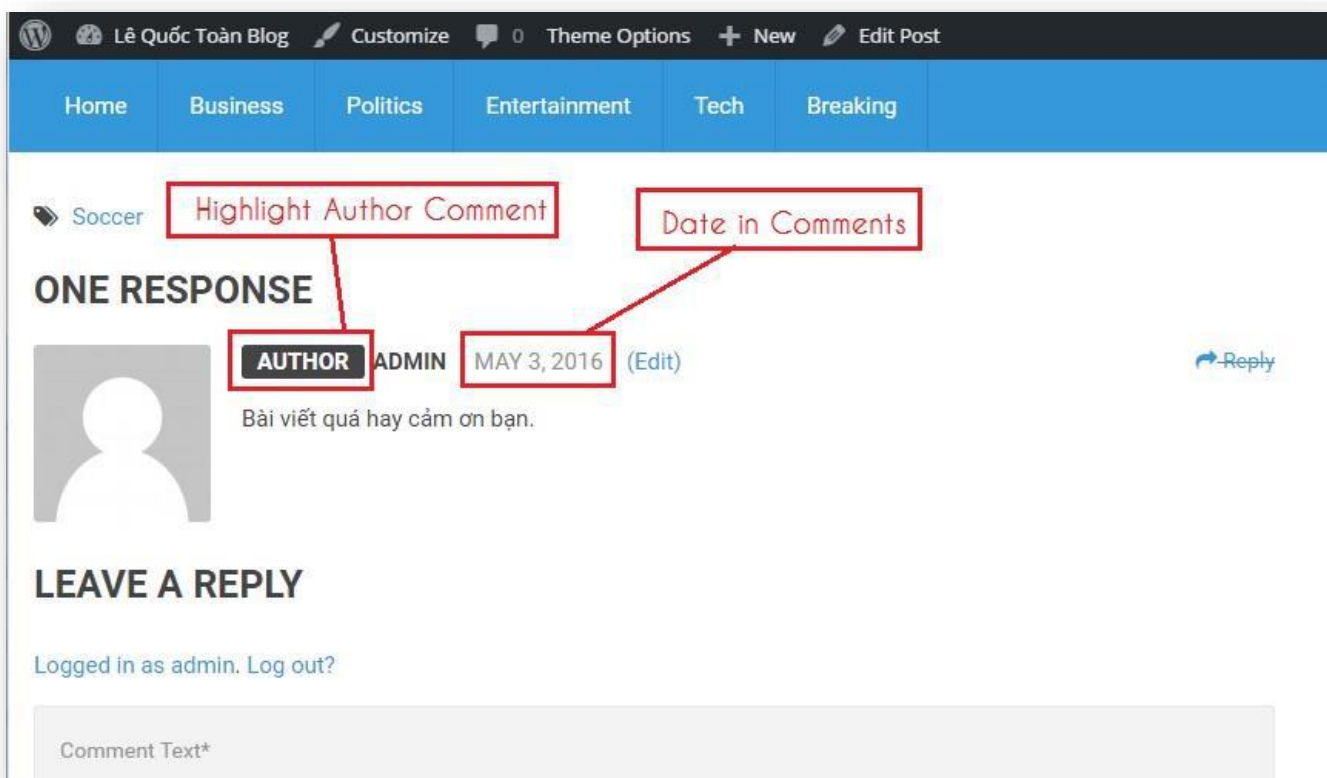 Lê Quốc Toàn Blog Customize 0 Theme Options New Edit Post
Home Business Politics Entertainment Tech Breaking
Soccer Highlight Author Comment Date in Comments
ONE RESPONSE
AUTHOR ADMIN MAY 3, 2016 (Edit) Reply
Bài viết quá hay cảm ơn bạn.
LEAVE A REPLY
Logged in as admin. Log out?
Comment Text*